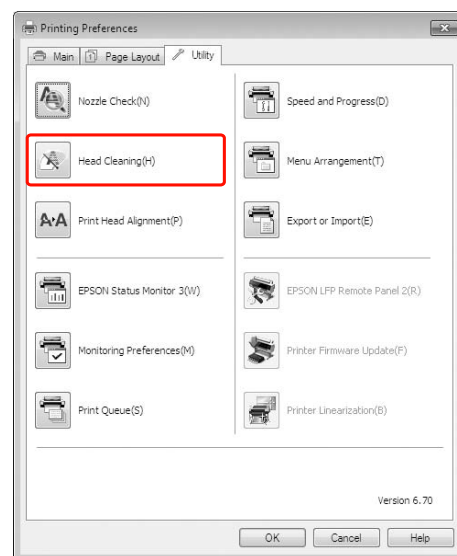 Printing Preferences
Main
Page Layout
Utility
Nozzle Check(N)
Speed and Progress(D)
Head Cleaning(H)
Menu Arrangement(T)
Print Head Alignment(P)
Export or Import(E)
EPSON Status Monitor 3(W)
EPSON LFP Remote Panel 2(R)
Monitoring Preferences(M)
Printer Firmware Update(F)
Print Queue(S)
Printer Linearization(B)
Version 6.70
OK
Cancel
Help